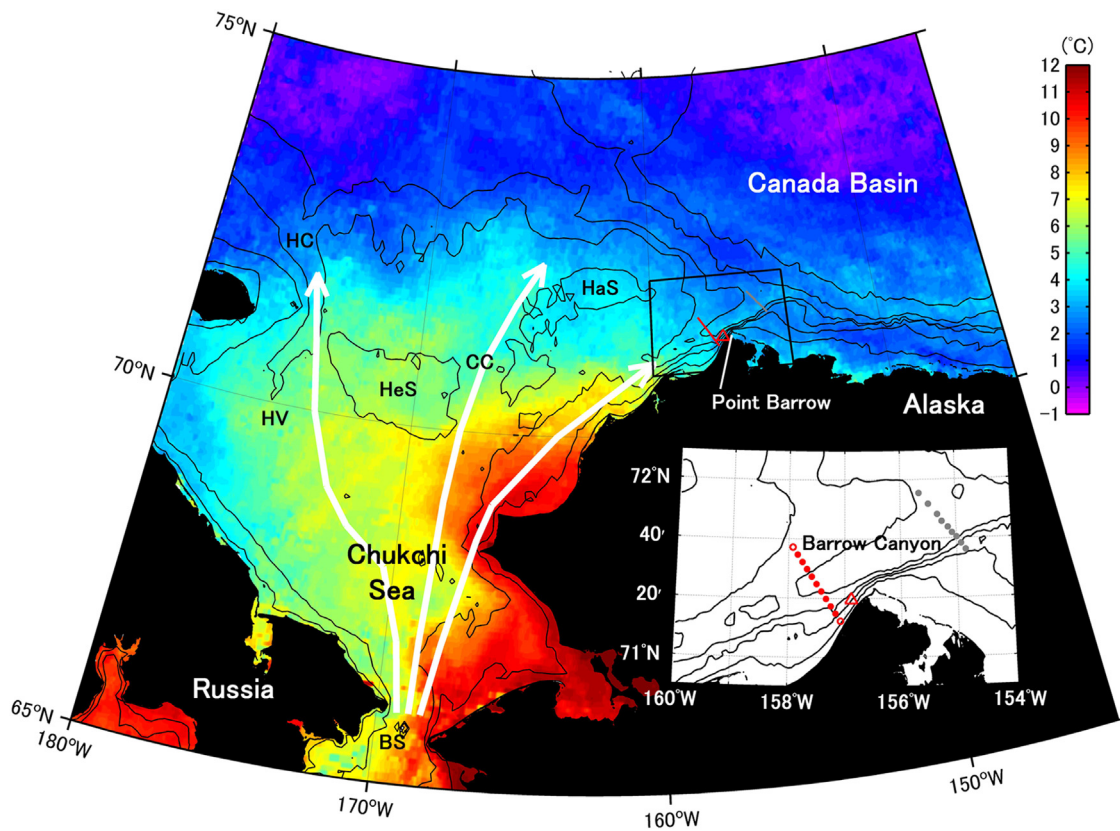 75°N
(°C)
12
11
10
9
8
7
6
5
4
3
2
1
0
-1
Canada Basin
HC
HaS
70°N
CC
HeS
HV
Point Barrow
Alaska
72°N
40′
Barrow Canyon
20′
71°N
160°W
158°W
156°W
154°W
Chukchi
Sea
Russia
65°N
180°W
BS
170°W
160°W
150°W